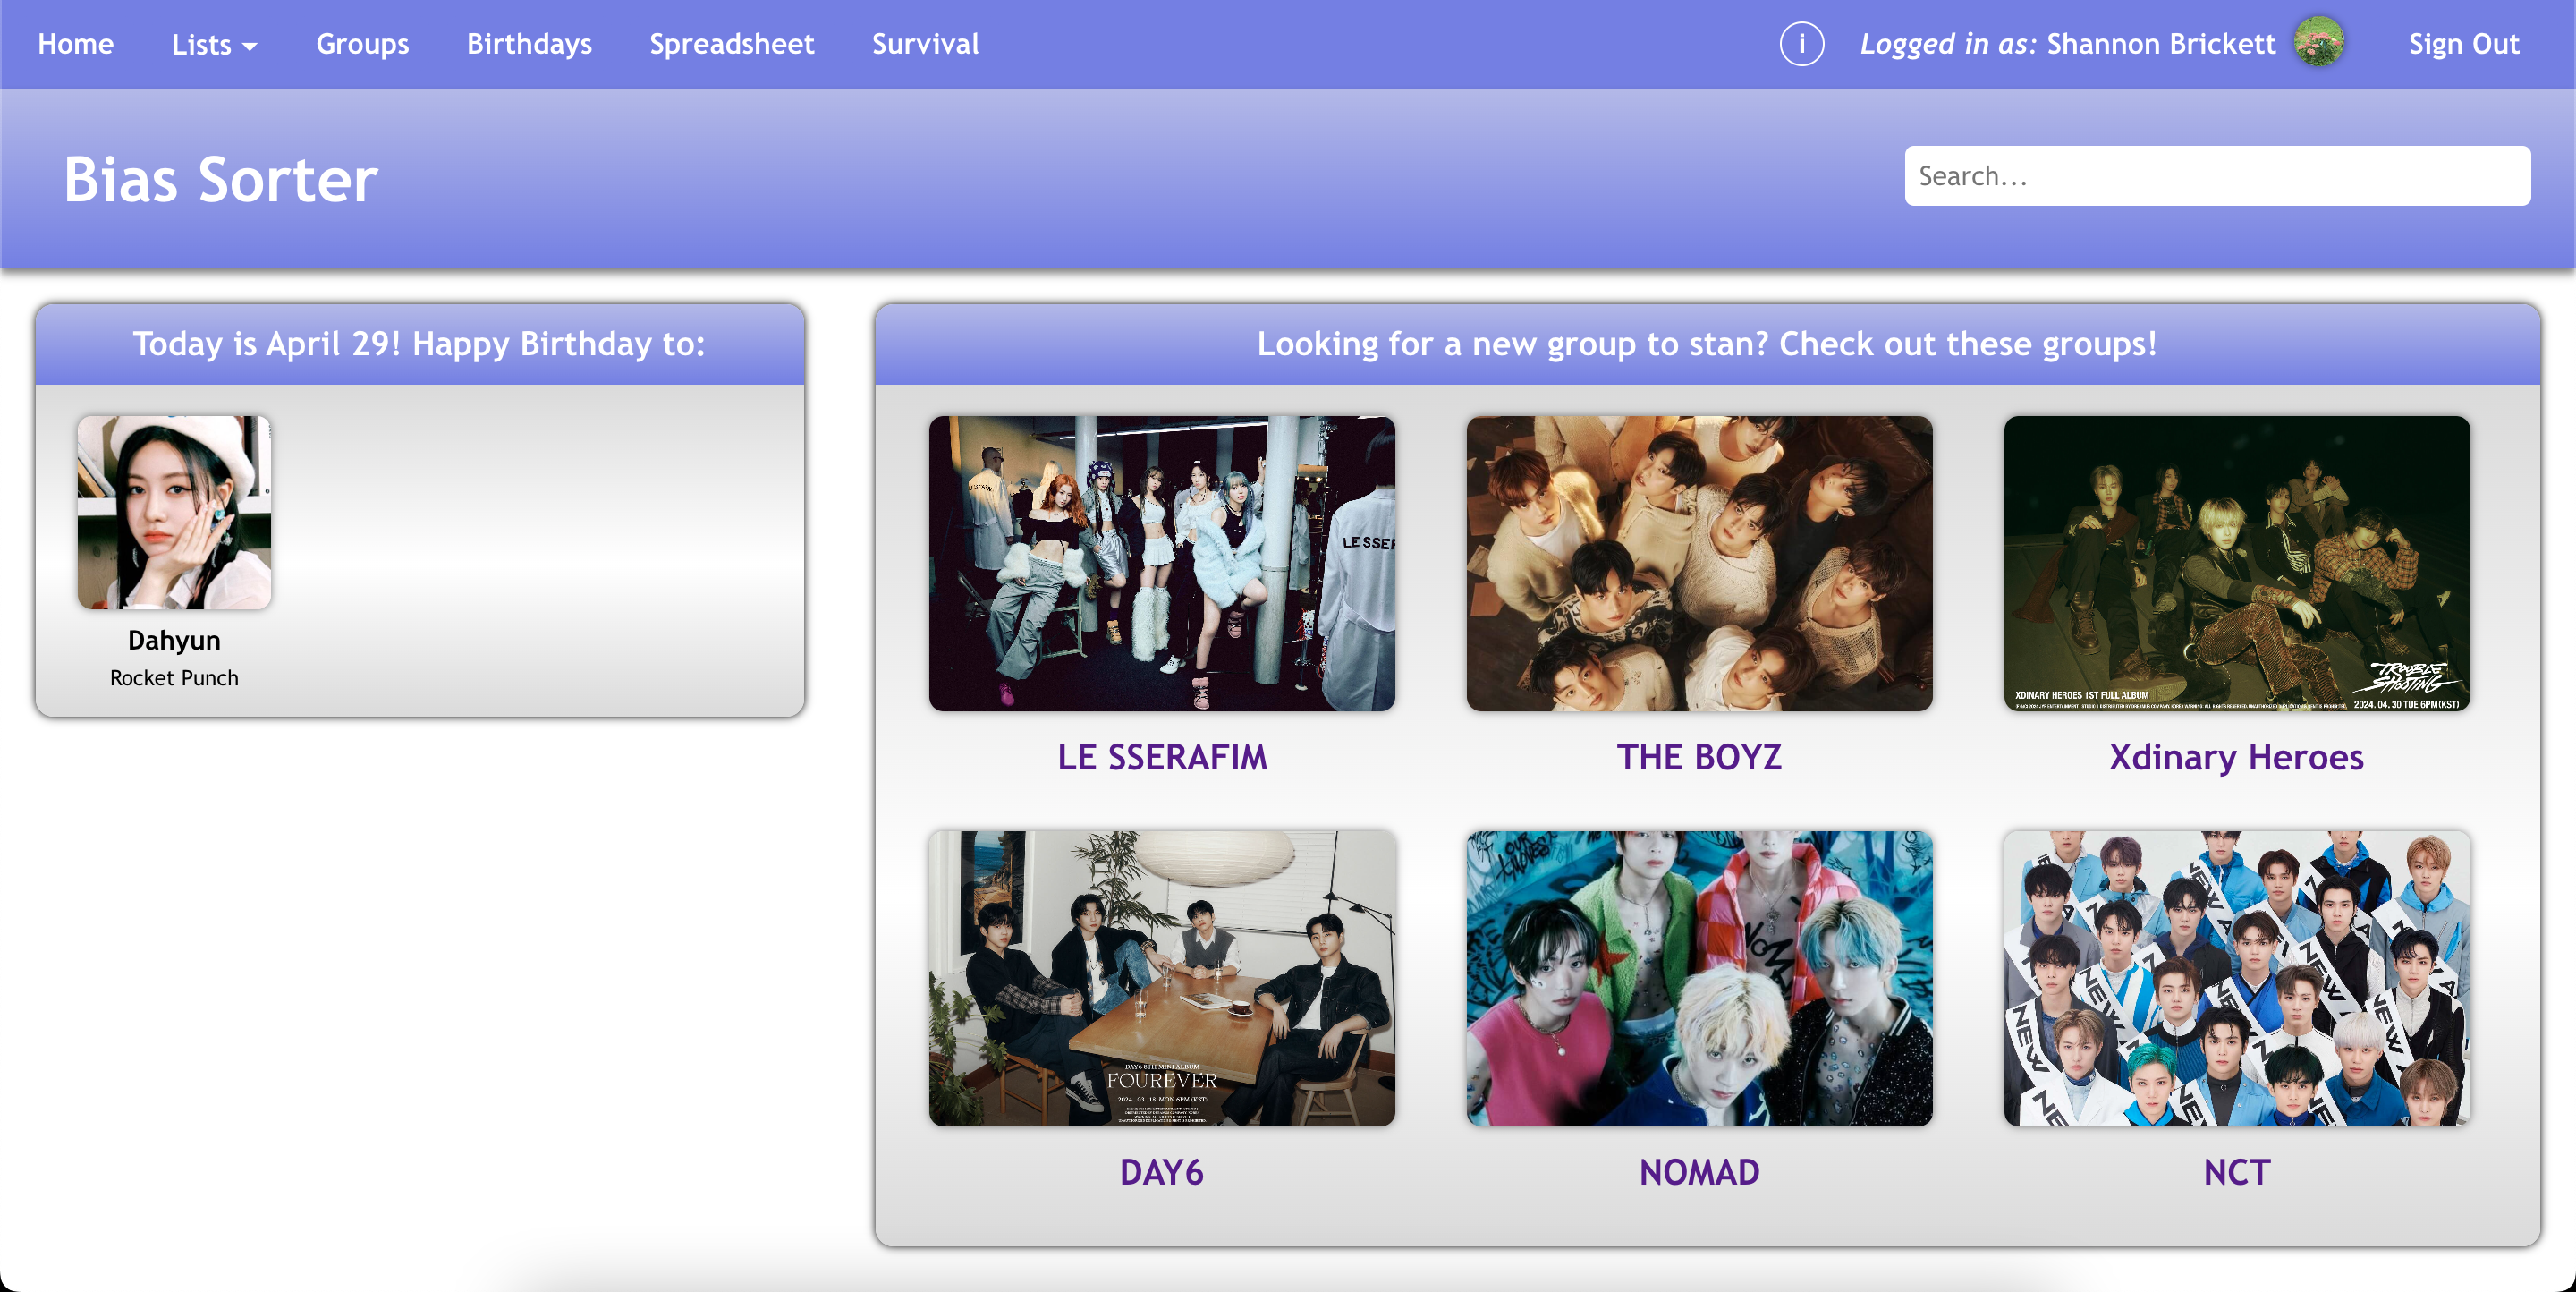 Home Lists Groups Birthdays Spreadsheet Survival i Logged in as: Shannon Brickett Sign Out
Bias Sorter
Search...
Today is April 29! Happy Birthday to:
Dahyun
Rocket Punch
Looking for a new group to stan? Check out these groups!
LE SSER
TROUBLE
SHOOTING
XDINARY HEROES 1ST FULL ALBUM
2024. 04. 30 TUE 6PM(KST)
LE SSERAFIM
THE BOYZ
Xdinary Heroes
DAY6 8TH MINI ALBUM
FOUREVER
2024 . 03 . 18 MON 6PM (KST)
NEW
NEW
NEW
NEW
DAY6
NOMAD
NCT